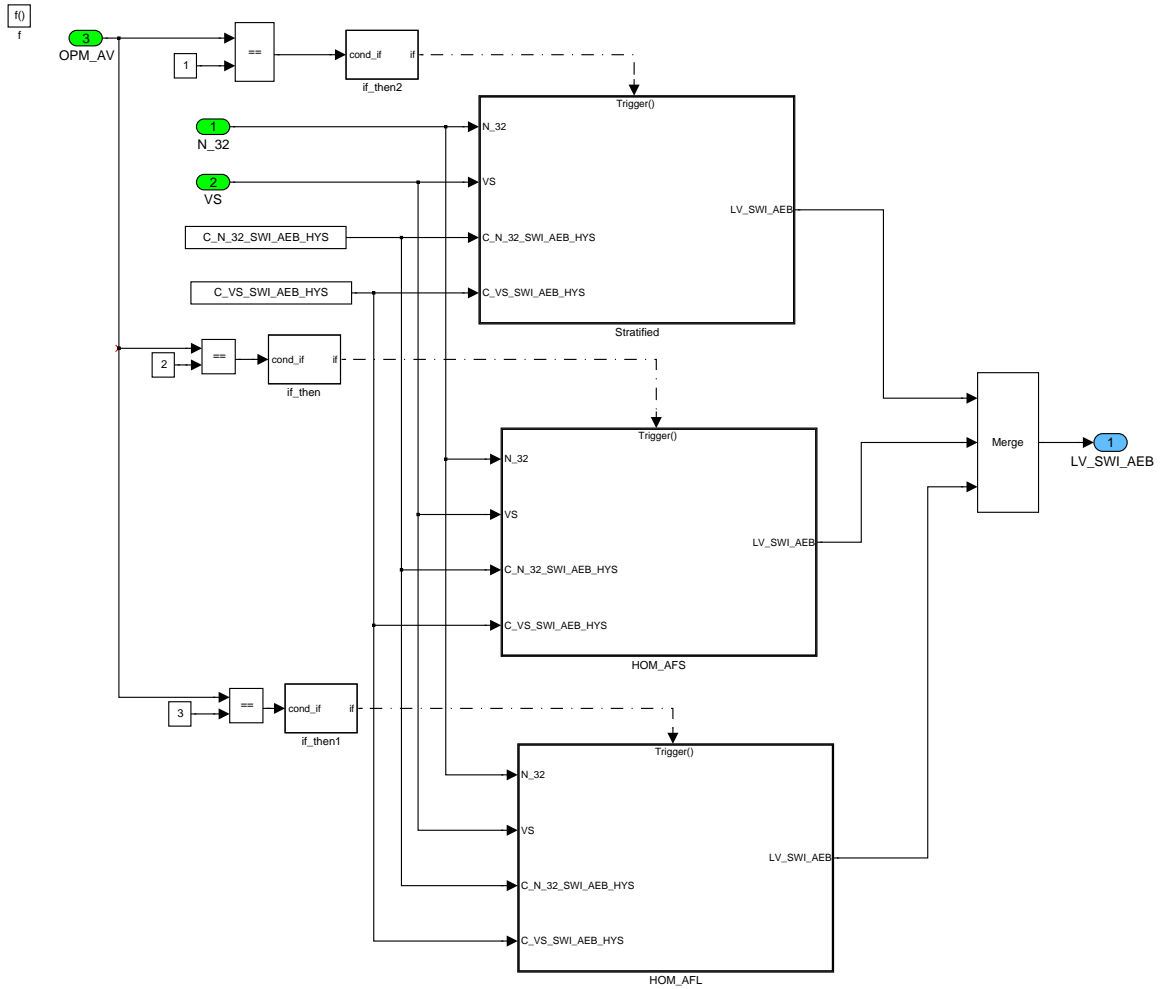 f()
f
3
OPM_AV
1
==
cond_if if
if_then2
Trigger()
1
N_32
N_32
2
VS
VS
LV_SWI_AEB
C_N_32_SWI_AEB_HYS
C_N_32_SWI_AEB_HYS
C_VS_SWI_AEB_HYS
C_VS_SWI_AEB_HYS
Stratified
2
==
cond_if if
if_then
Trigger()
N_32
VS
LV_SWI_AEB
C_N_32_SWI_AEB_HYS
C_VS_SWI_AEB_HYS
HOM_AFS
Merge
1
LV_SWI_AEB
3
==
cond_if if
if_then1
Trigger()
N_32
VS
LV_SWI_AEB
C_N_32_SWI_AEB_HYS
C_VS_SWI_AEB_HYS
HOM_AFL